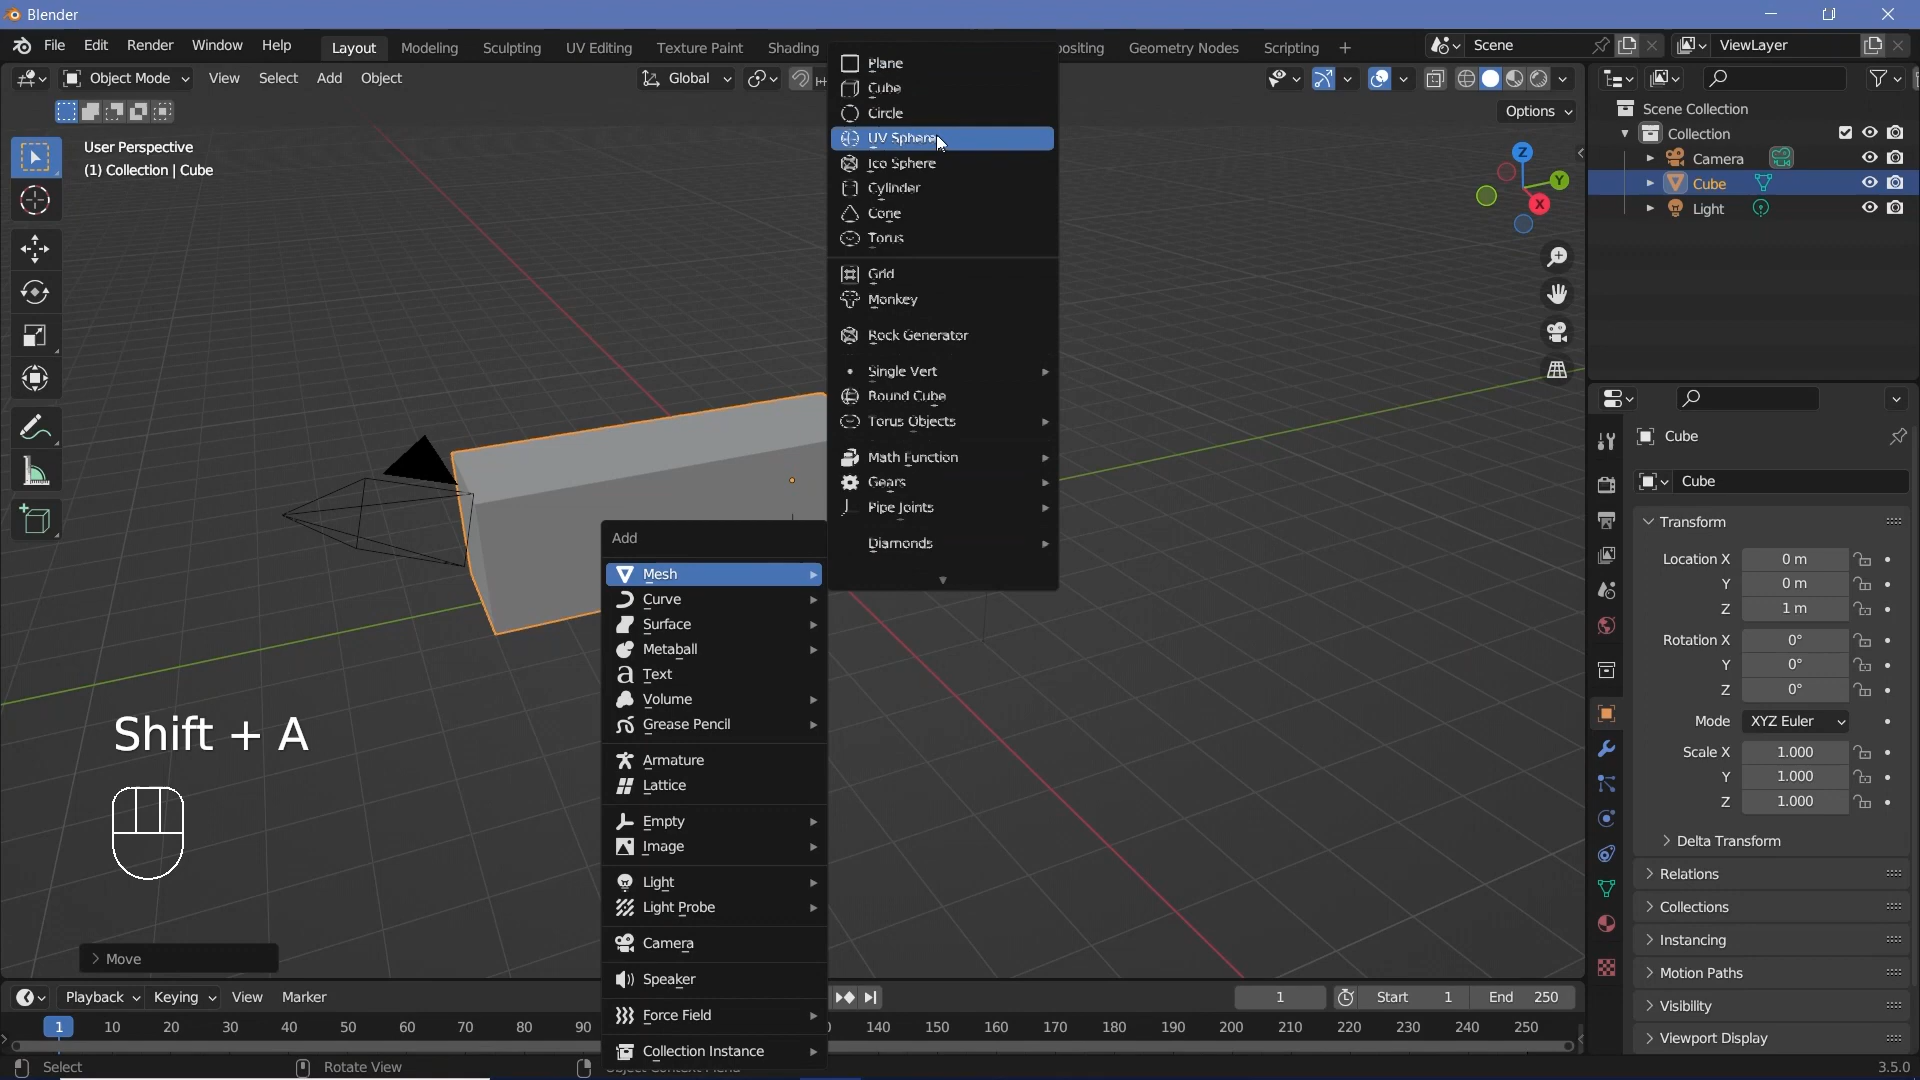 Blender
File Edit Render Window Help Layout Modeling Sculpting UV Editing Texture Paint Shading ositing Geometry Nodes Scripting + Scene ViewLayer
Object Mode View Select Add Object Global
Options
User Perspective
(1) Collection | Cube
Z
Y
X
Plane
Cube
Circle
UV Sphere
Ico Sphere
Cylinder
Cone
Torus
Grid
Monkey
Rock Generator
Single Vert
Round Cube
Torus Objects
Math Function
Gears
Pipe Joints
Diamonds
Add
Mesh
Curve
Surface
Metaball
Text
Volume
Grease Pencil
Armature
Lattice
Empty
Image
Light
Light Probe
Camera
Speaker
Force Field
Collection Instance
Shift + A
Move
Scene Collection
Collection
Camera
Cube
Light
Cube
Cube
Transform
Location X 0 m
Y 0 m
Z 1 m
Rotation X 0°
Y 0°
Z 0°
Mode XYZ Euler
Scale X 1.000
Y 1.000
Z 1.000
Delta Transform
Relations
Collections
Instancing
Motion Paths
Visibility
Viewport Display
Playback Keying View Marker 1 Start 1 End 250
1 10 20 30 40 50 60 70 80 90 140 150 160 170 180 190 200 210 220 230 240 250
Select Rotate View Object Context Menu 3.5.0